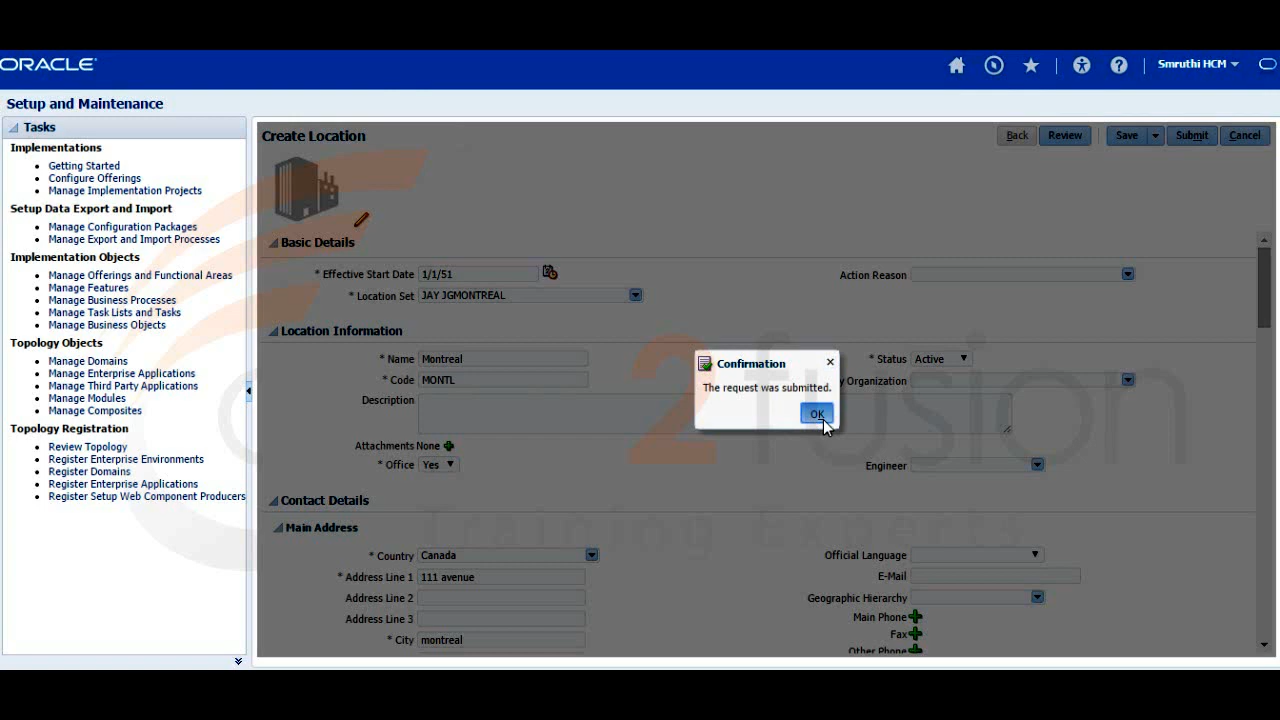 ORACLE
Smruthi HCM
Setup and Maintenance
Tasks
Implementations
Getting Started
Configure Offerings
Manage Implementation Projects
Setup Data Export and Import
Manage Configuration Packages
Manage Export and Import Processes
Implementation Objects
Manage Offerings and Functional Areas
Manage Features
Manage Business Processes
Manage Task Lists and Tasks
Manage Business Objects
Topology Objects
Manage Domains
Manage Enterprise Applications
Manage Third Party Applications
Manage Modules
Manage Composites
Topology Registration
Review Topology
Register Enterprise Environments
Register Domains
Register Enterprise Applications
Register Setup Web Component Producers
Create Location
Back Review Save Submit Cancel
Basic Details
* Effective Start Date 1/1/51
Action Reason
* Location Set JAY JGMONTREAL
Location Information
* Name Montreal
* Status Active
* Code MONTL
y Organization
Description
Attachments None
* Office Yes
Engineer
Confirmation
The request was submitted.
OK
Contact Details
Main Address
* Country Canada
Official Language
* Address Line 1 111 avenue
E-Mail
Address Line 2
Geographic Hierarchy
Address Line 3
Main Phone
Fax
* City montreal
Other Phone
2fusion
Training Experts